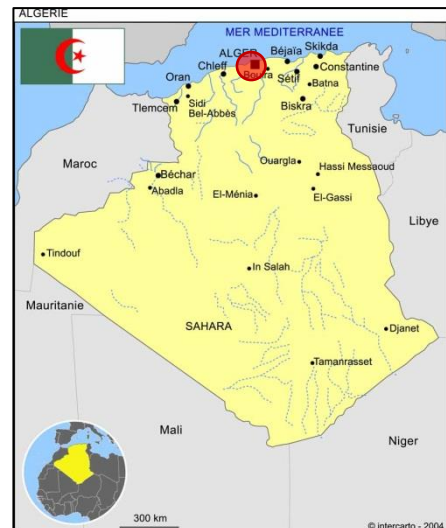 ALGERIE
MER MEDITERRANEE
ALGER
Béjaïa
Skikda
Chleff
Constantine
Oran
Sétif
Batna
Tlemcem
Sidi
Bel-Abbès
Biskra
Tunisie
Maroc
Ouargla
Hassi Messaoud
Béchar
Abadla
El-Ménia
El-Gassi
Libye
Tindouf
In Salah
Mauritanie
SAHARA
Djanet
Tamanrasset
Mali
Niger
300 km
© intercarto - 2004